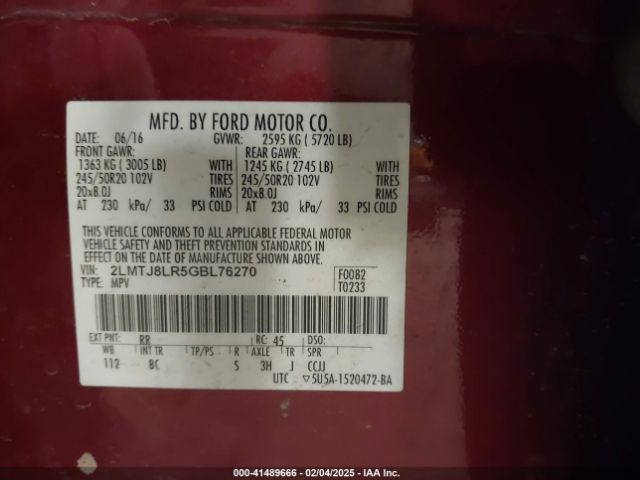 MFD. BY FORD MOTOR CO.
DATE: 06/16 GVWR: 2595 KG ( 5720 LB)
FRONT GAWR: REAR GAWR:
1363 KG ( 3005 LB) WITH 1245 KG ( 2745 LB) WITH
245/50R20 102V TIRES 245/50R20 102V TIRES
20x8.0J RIMS 20x8.0J RIMS
AT 230 kPa/ 33 PSI COLD AT 230 kPa/ 33 PSI COLD
THIS VEHICLE CONFORMS TO ALL APPLICABLE FEDERAL MOTOR
VEHICLE SAFETY AND THEFT PREVENTION STANDARDS IN
EFFECT ON THE DATE OF MANUFACTURE SHOWN ABOVE.
VIN: 2LMTJ8LR5GBL76270 F0082
TYPE: MPV T0233
EXT PNT: RR RC: 45 DSO:
WB INT TR TP/PS R AXLE TR SPR
112 BC S 3H J CCJJ
UTC ▽5U5A-1520472-BA
000-41489666 - 02/04/2025 - IAA Inc.